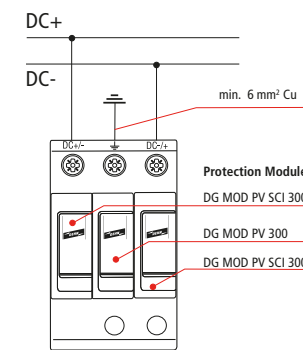 DC+
DC-
min. 6 mm² Cu
DC+/-
DC-/+
Protection Module
DG MOD PV SCI 300
DG MOD PV 300
DG MOD PV SCI 300